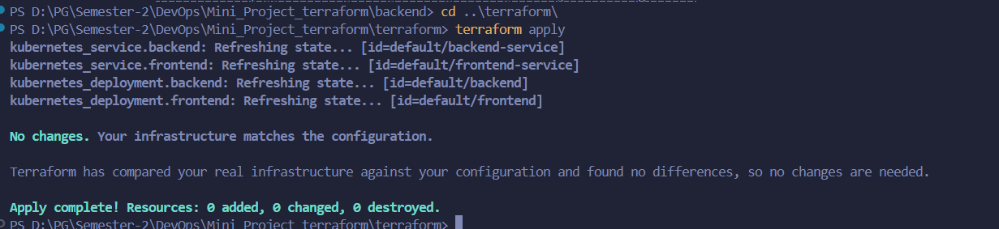 PS D:\PG\Semester-2\DevOps\Mini_Project_terraform\backend> cd ..\terraform\
PS D:\PG\Semester-2\DevOps\Mini_Project_terraform\terraform> terraform apply
kubernetes_service.backend: Refreshing state... [id=default/backend-service]
kubernetes_service.frontend: Refreshing state... [id=default/frontend-service]
kubernetes_deployment.backend: Refreshing state... [id=default/backend]
kubernetes_deployment.frontend: Refreshing state... [id=default/frontend]
No changes. Your infrastructure matches the configuration.
Terraform has compared your real infrastructure against your configuration and found no differences, so no changes are needed.
Apply complete! Resources: 0 added, 0 changed, 0 destroyed.
PS D:\PG\Semester-2\DevOps\Mini_Project_terraform\terraform>